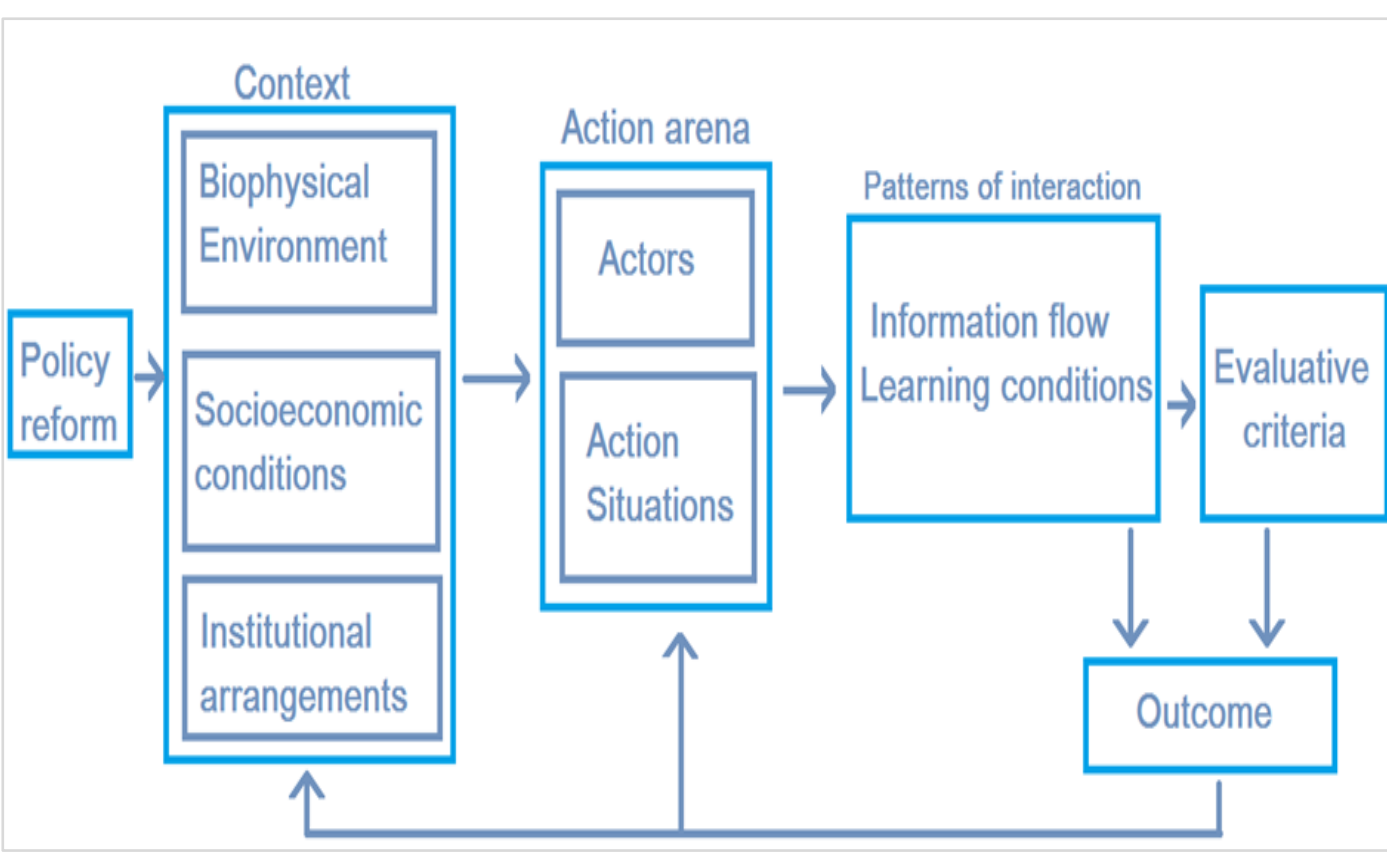 Context
Biophysical
Environment
Socioeconomic
conditions
Institutional
arrangements
Policy
reform
Action arena
Actors
Action
Situations
Patterns of interaction
Information flow
Learning conditions
Evaluative
criteria
Outcome